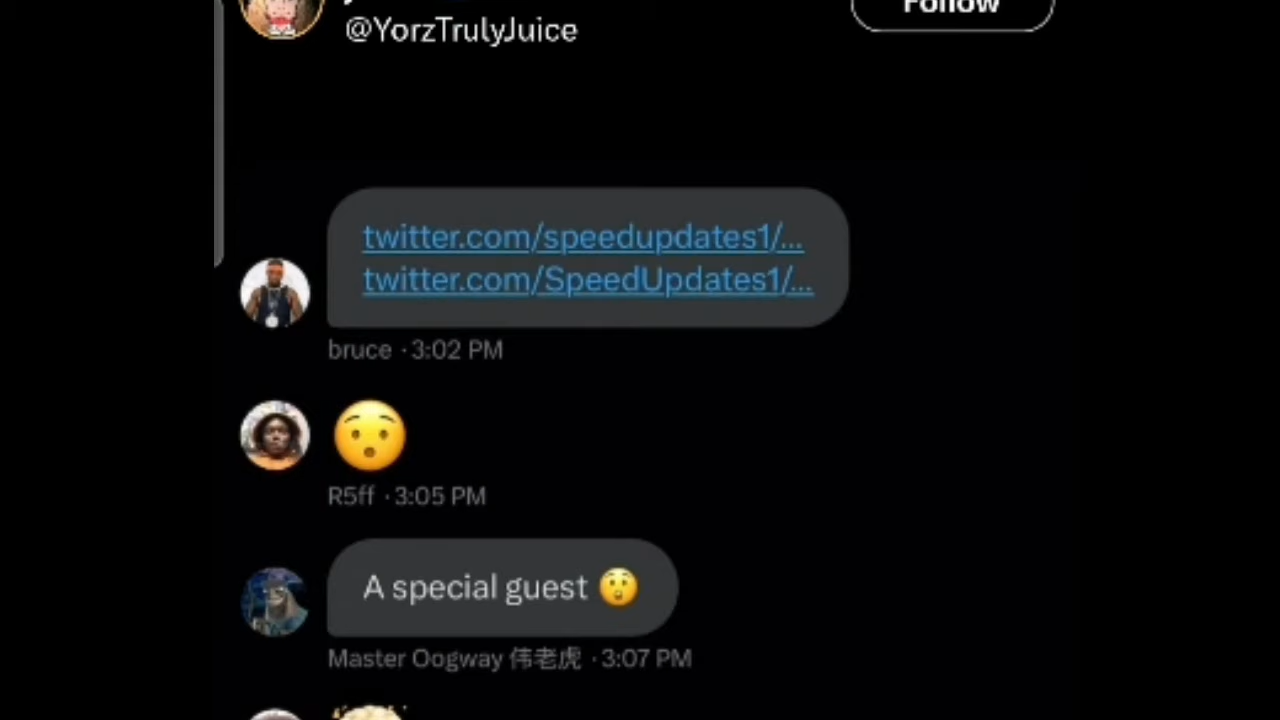 Follow
@YorzTrulyJuice
twitter.com/speedupdates1/...
twitter.com/SpeedUpdates1/...
bruce · 3:02 PM
R5ff · 3:05 PM
A special guest 😲
Master Oogway 伟老虎 · 3:07 PM